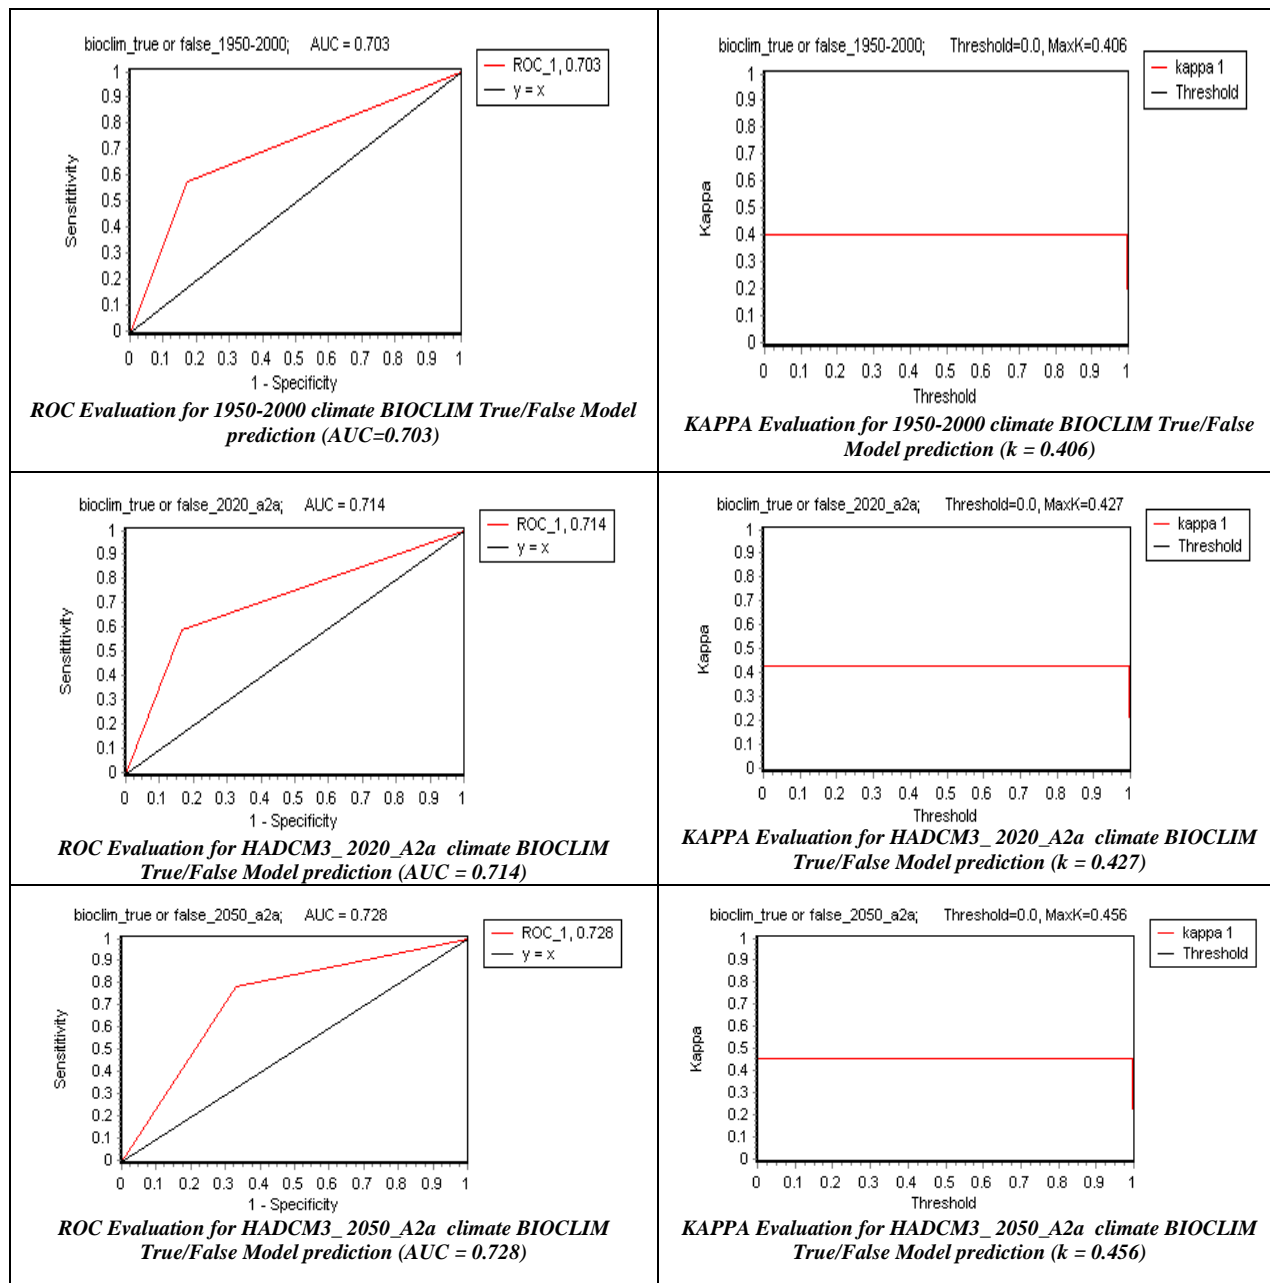 bioclim_true or false_1950-2000; AUC = 0.703
ROC_1, 0.703
y = x
1
0.9
0.8
0.7
0.6
0.5
0.4
0.3
0.2
0.1
0
Sensititivity
0 0.1 0.2 0.3 0.4 0.5 0.6 0.7 0.8 0.9 1
1 - Specificity
ROC Evaluation for 1950-2000 climate BIOCLIM True/False Model
prediction (AUC=0.703)
bioclim_true or false_1950-2000; Threshold=0.0, MaxK=0.406
kappa 1
Threshold
1
0.9
0.8
0.7
0.6
0.5
0.4
0.3
0.2
0.1
0
Kappa
0 0.1 0.2 0.3 0.4 0.5 0.6 0.7 0.8 0.9 1
Threshold
KAPPA Evaluation for 1950-2000 climate BIOCLIM True/False
Model prediction (k = 0.406)
bioclim_true or false_2020_a2a; AUC = 0.714
ROC_1, 0.714
y = x
1
0.9
0.8
0.7
0.6
0.5
0.4
0.3
0.2
0.1
0
Sensititivity
0 0.1 0.2 0.3 0.4 0.5 0.6 0.7 0.8 0.9 1
1 - Specificity
ROC Evaluation for HADCM3_ 2020_A2a climate BIOCLIM
True/False Model prediction (AUC = 0.714)
bioclim_true or false_2020_a2a; Threshold=0.0, MaxK=0.427
kappa 1
Threshold
1
0.9
0.8
0.7
0.6
0.5
0.4
0.3
0.2
0.1
0
Kappa
0 0.1 0.2 0.3 0.4 0.5 0.6 0.7 0.8 0.9 1
Threshold
KAPPA Evaluation for HADCM3_ 2020_A2a climate BIOCLIM
True/False Model prediction (k = 0.427)
bioclim_true or false_2050_a2a; AUC = 0.728
ROC_1, 0.728
y = x
1
0.9
0.8
0.7
0.6
0.5
0.4
0.3
0.2
0.1
0
Sensititivity
0 0.1 0.2 0.3 0.4 0.5 0.6 0.7 0.8 0.9 1
1 - Specificity
ROC Evaluation for HADCM3_ 2050_A2a climate BIOCLIM
True/False Model prediction (AUC = 0.728)
bioclim_true or false_2050_a2a; Threshold=0.0, MaxK=0.456
kappa 1
Threshold
1
0.9
0.8
0.7
0.6
0.5
0.4
0.3
0.2
0.1
0
Kappa
0 0.1 0.2 0.3 0.4 0.5 0.6 0.7 0.8 0.9 1
Threshold
KAPPA Evaluation for HADCM3_ 2050_A2a climate BIOCLIM
True/False Model prediction (k = 0.456)